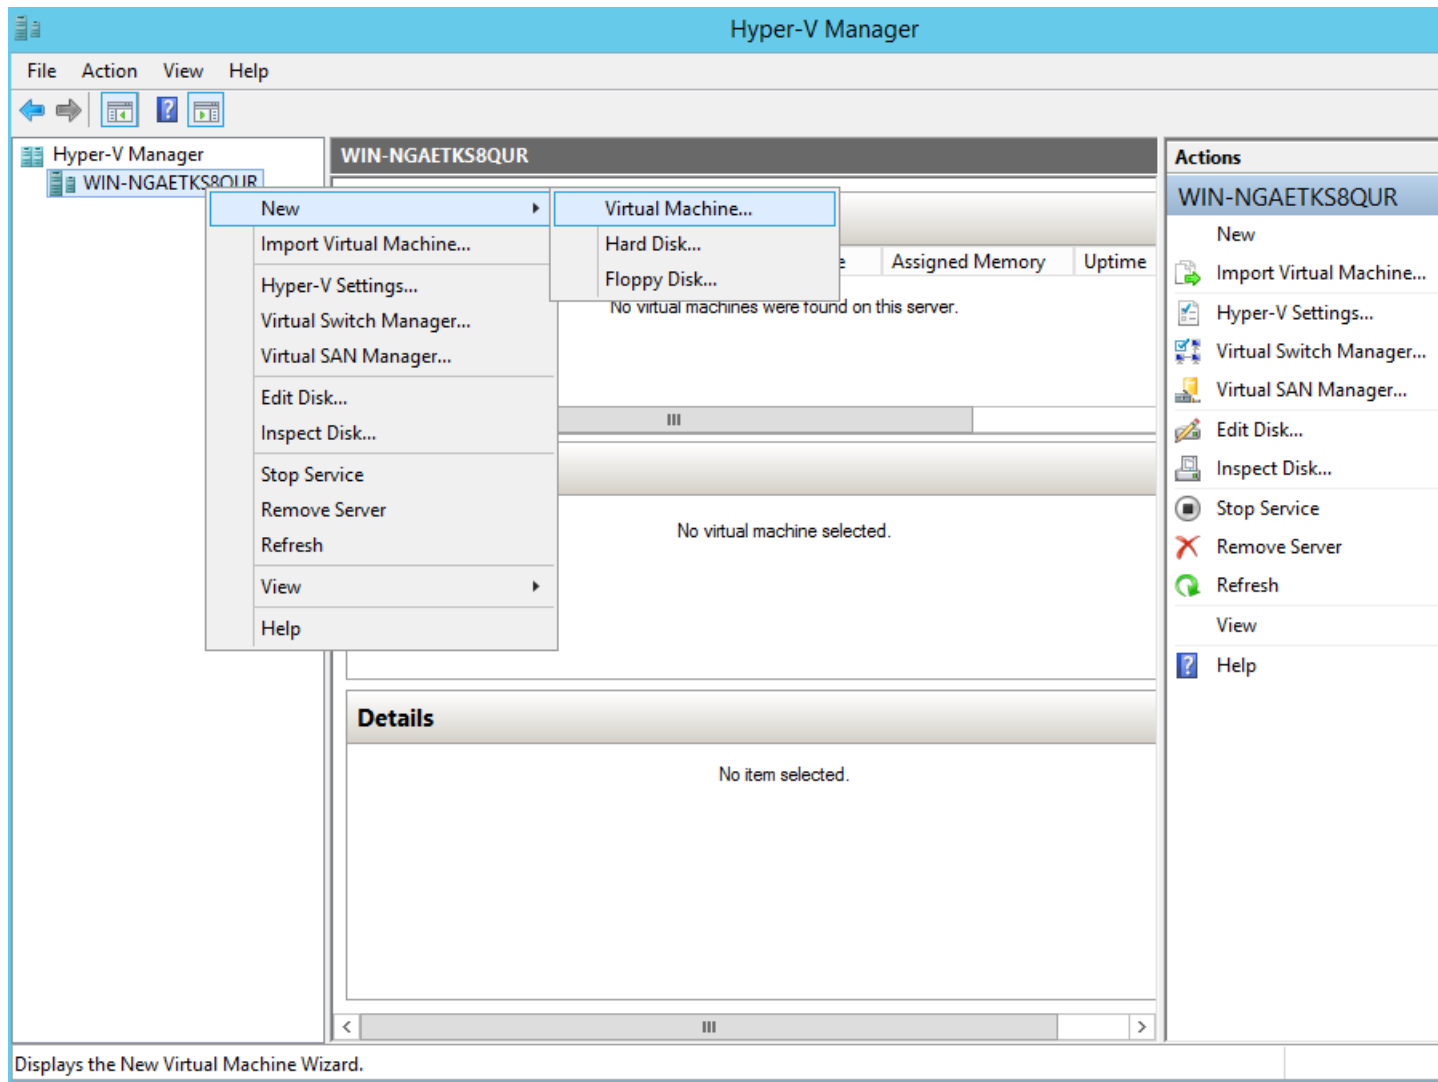 Hyper-V Manager
File Action View Help
Hyper-V Manager
WIN-NGAETKS8QUR
New
Import Virtual Machine...
Hyper-V Settings...
Virtual Switch Manager...
Virtual SAN Manager...
Edit Disk...
Inspect Disk...
Stop Service
Remove Server
Refresh
View
Help
Virtual Machine...
Hard Disk...
Floppy Disk...
WIN-NGAETKS8QUR
Assigned Memory Uptime
No virtual machines were found on this server.
No virtual machine selected.
Details
No item selected.
Actions
WIN-NGAETKS8QUR
New
Import Virtual Machine...
Hyper-V Settings...
Virtual Switch Manager...
Virtual SAN Manager...
Edit Disk...
Inspect Disk...
Stop Service
Remove Server
Refresh
View
Help
Displays the New Virtual Machine Wizard.